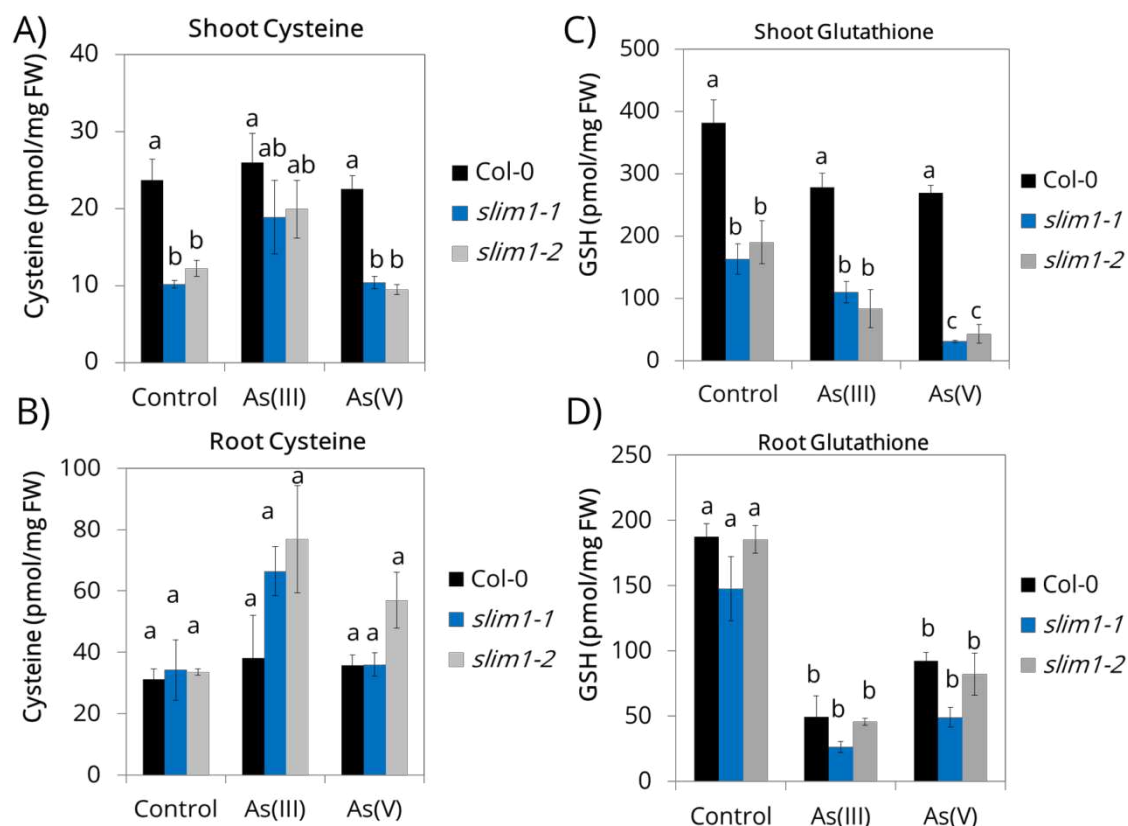 A)
Shoot Cysteine
Cysteine (pmol/mg FW)
40
30
20
10
0
a
b
b
a
ab
ab
a
b
b
Control
As(III)
As(V)
Col-0
slim1-1
slim1-2
B)
Root Cysteine
Cysteine (pmol/mg FW)
100
80
60
40
20
0
a
a
a
a
a
a
a
a
a
Control
As(III)
As(V)
Col-0
slim1-1
slim1-2
C)
Shoot Glutathione
GSH (pmol/mg FW)
500
400
300
200
100
0
a
b
b
a
b
b
a
c
c
Control
As(III)
As(V)
Col-0
slim1-1
slim1-2
D)
Root Glutathione
GSH (pmol/mg FW)
250
200
150
100
50
0
a
a
a
b
b
b
b
b
b
Control
As(III)
As(V)
Col-0
slim1-1
slim1-2